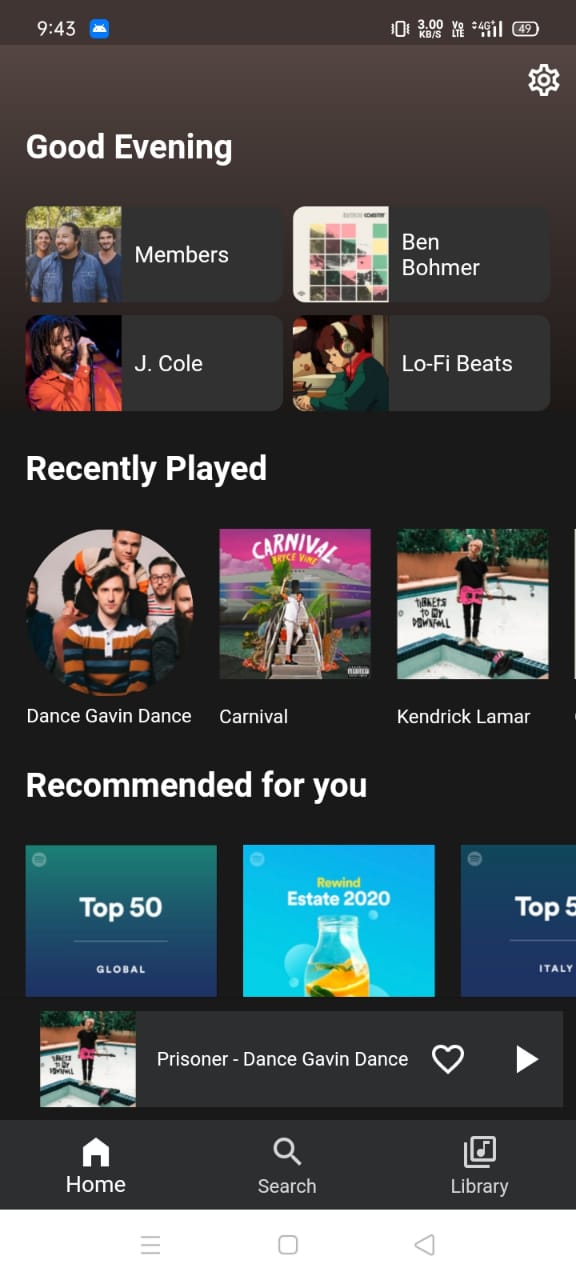 9:43
3.00
KB/S
Vo
LTE
4G+
49
Good Evening
Members
Ben
Bohmer
J. Cole
Lo-Fi Beats
Recently Played
CARNIVAL
BRYCE VINE
TICKETS
TO MY
DOWNFALL
Dance Gavin Dance
Carnival
Kendrick Lamar
Recommended for you
Top 50
GLOBAL
Rewind
Estate 2020
Top 5
ITALY
TICKETS
TO MY
DOWNFALL
Prisoner - Dance Gavin Dance
Home
Search
Library